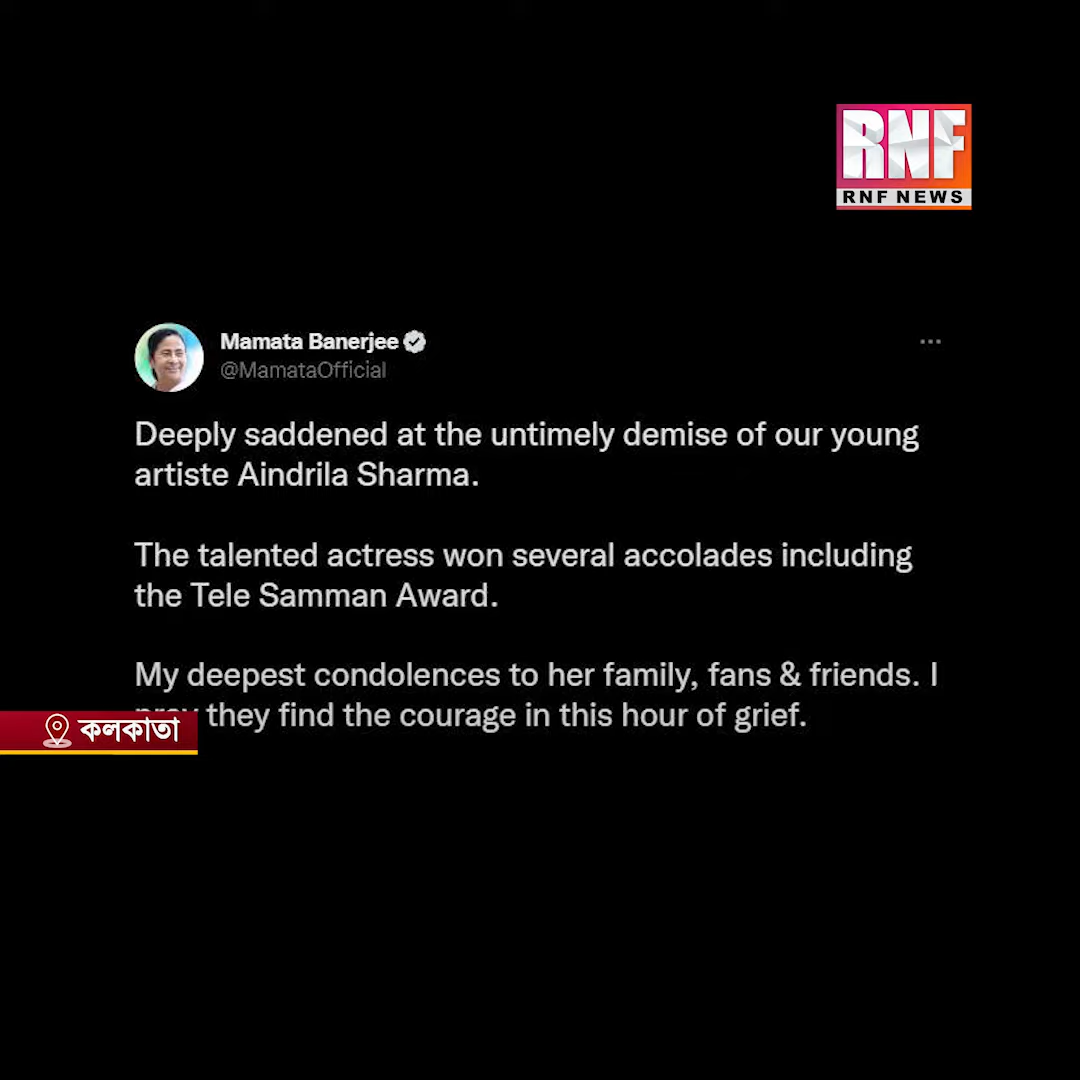 RNF
RNF NEWS
Mamata Banerjee
@MamataOfficial
Deeply saddened at the untimely demise of our young
artiste Aindrila Sharma.
The talented actress won several accolades including
the Tele Samman Award.
My deepest condolences to her family, fans & friends. I
pray they find the courage in this hour of grief.
কলকাতা